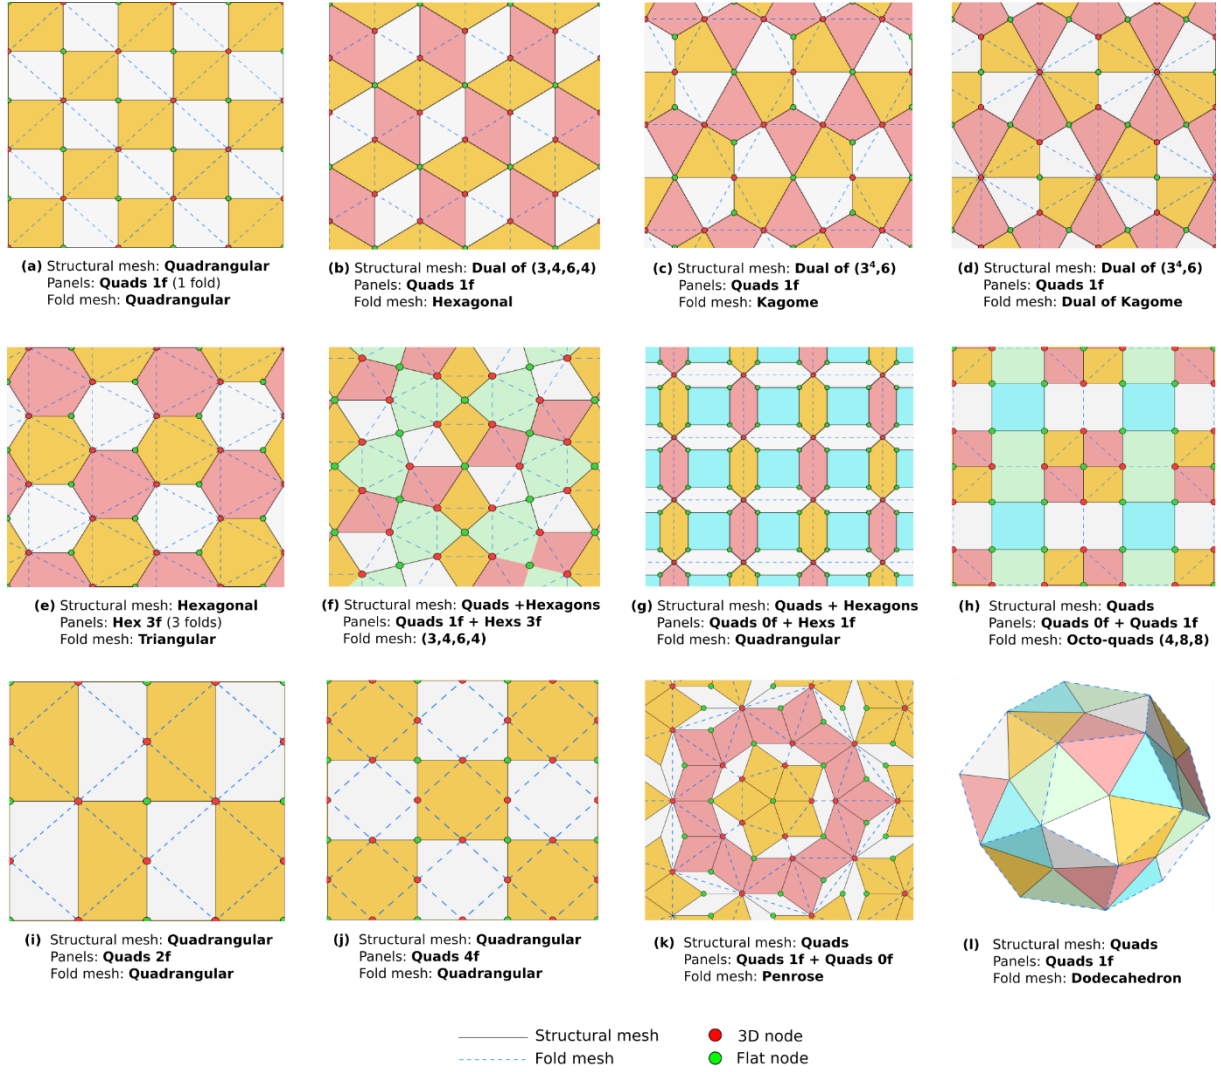 (a) Structural mesh: Quadrangular
Panels: Quads 1f (1 fold)
Fold mesh: Quadrangular
(b) Structural mesh: Dual of (3,4,6,4)
Panels: Quads 1f
Fold mesh: Hexagonal
(c) Structural mesh: Dual of (3⁴,6)
Panels: Quads 1f
Fold mesh: Kagome
(d) Structural mesh: Dual of (3⁴,6)
Panels: Quads 1f
Fold mesh: Dual of Kagome
(e) Structural mesh: Hexagonal
Panels: Hex 3f (3 folds)
Fold mesh: Triangular
(f) Structural mesh: Quads +Hexagons
Panels: Quads 1f + Hexs 3f
Fold mesh: (3,4,6,4)
(g) Structural mesh: Quads + Hexagons
Panels: Quads 0f + Hexs 1f
Fold mesh: Quadrangular
(h) Structural mesh: Quads
Panels: Quads 0f + Quads 1f
Fold mesh: Octo-quads (4,8,8)
(i) Structural mesh: Quadrangular
Panels: Quads 2f
Fold mesh: Quadrangular
(j) Structural mesh: Quadrangular
Panels: Quads 4f
Fold mesh: Quadrangular
(k) Structural mesh: Quads
Panels: Quads 1f + Quads 0f
Fold mesh: Penrose
(l) Structural mesh: Quads
Panels: Quads 1f
Fold mesh: Dodecahedron
Structural mesh
3D node
Fold mesh
Flat node